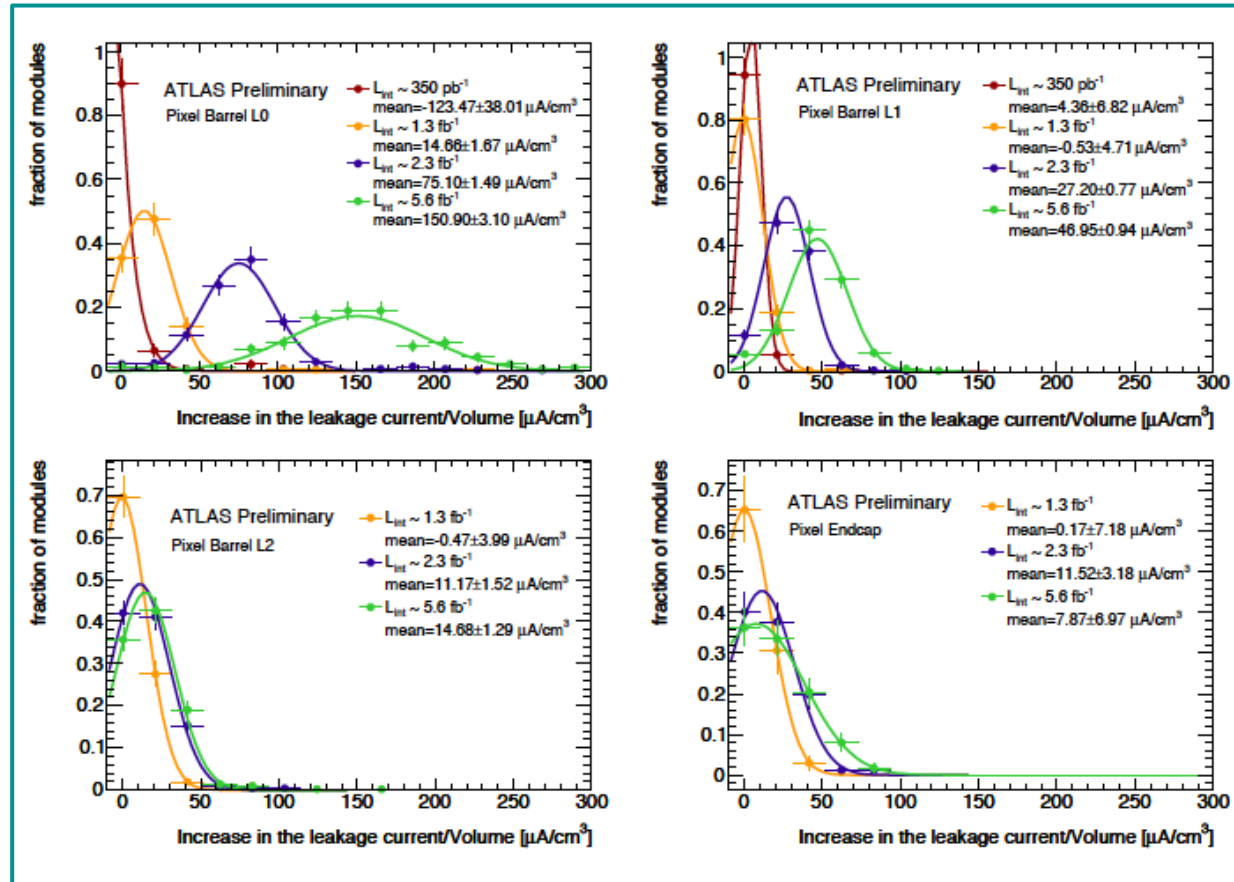 fraction of modules
1
0.8
0.6
0.4
0.2
0
ATLAS Preliminary
Pixel Barrel L0
L_int ~ 350 pb⁻¹
mean=-123.47±38.01 μA/cm³
L_int ~ 1.3 fb⁻¹
mean=14.66±1.67 μA/cm³
L_int ~ 2.3 fb⁻¹
mean=75.10±1.49 μA/cm³
L_int ~ 5.6 fb⁻¹
mean=150.90±3.10 μA/cm³
0 50 100 150 200 250 300
Increase in the leakage current/Volume [μA/cm³]
fraction of modules
1
0.8
0.6
0.4
0.2
0
ATLAS Preliminary
Pixel Barrel L1
L_int ~ 350 pb⁻¹
mean=4.36±6.82 μA/cm³
L_int ~ 1.3 fb⁻¹
mean=-0.53±4.71 μA/cm³
L_int ~ 2.3 fb⁻¹
mean=27.20±0.77 μA/cm³
L_int ~ 5.6 fb⁻¹
mean=46.95±0.94 μA/cm³
0 50 100 150 200 250 300
Increase in the leakage current/Volume [μA/cm³]
fraction of modules
0.7
0.6
0.5
0.4
0.3
0.2
0.1
0
ATLAS Preliminary
Pixel Barrel L2
L_int ~ 1.3 fb⁻¹
mean=-0.47±3.99 μA/cm³
L_int ~ 2.3 fb⁻¹
mean=11.17±1.52 μA/cm³
L_int ~ 5.6 fb⁻¹
mean=14.68±1.29 μA/cm³
0 50 100 150 200 250 300
Increase in the leakage current/Volume [μA/cm³]
fraction of modules
0.7
0.6
0.5
0.4
0.3
0.2
0.1
0
ATLAS Preliminary
Pixel Endcap
L_int ~ 1.3 fb⁻¹
mean=0.17±7.18 μA/cm³
L_int ~ 2.3 fb⁻¹
mean=11.52±3.18 μA/cm³
L_int ~ 5.6 fb⁻¹
mean=7.87±6.97 μA/cm³
0 50 100 150 200 250 300
Increase in the leakage current/Volume [μA/cm³]